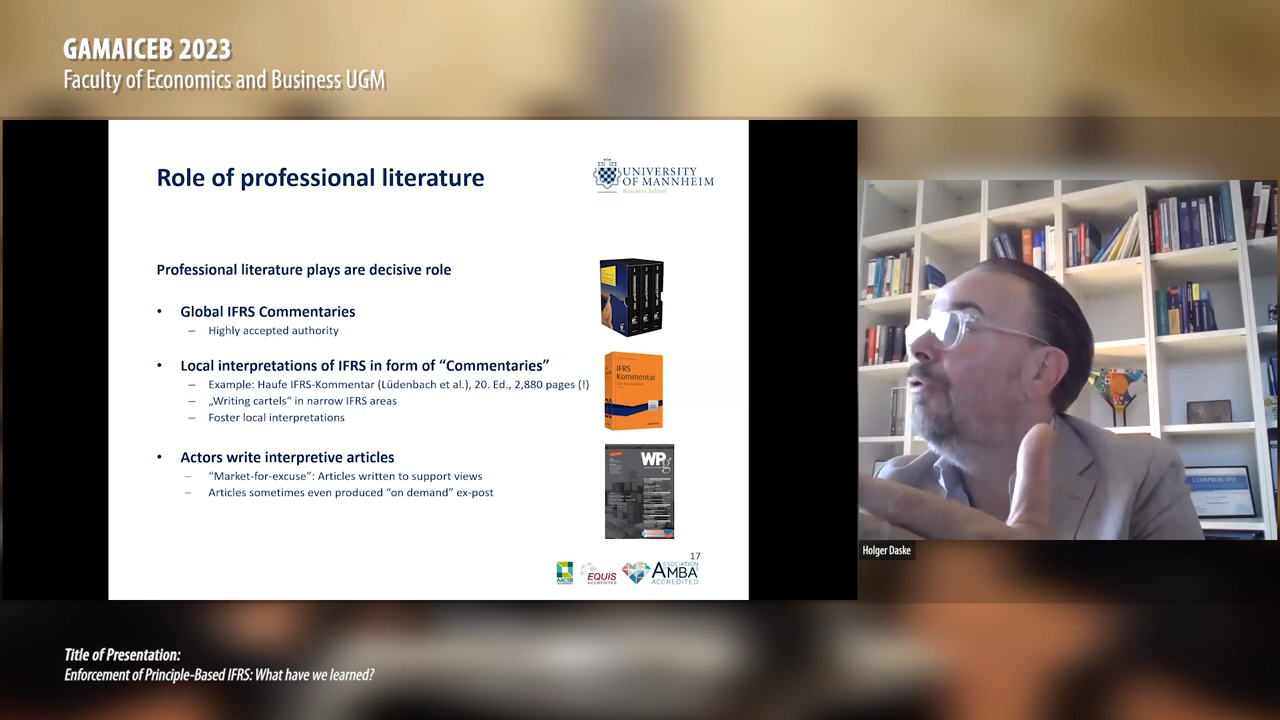 GAMAICEB 2023
Faculty of Economics and Business UGM
Role of professional literature
UNIVERSITY
OF MANNHEIM
Business School
Professional literature plays are decisive role
• Global IFRS Commentaries
– Highly accepted authority
• Local interpretations of IFRS in form of “Commentaries”
– Example: Haufe IFRS-Kommentar (Lüdenbach et al.), 20. Ed., 2,880 pages (!)
– „Writing cartels“ in narrow IFRS areas
– Foster local interpretations
• Actors write interpretive articles
– “Market-for-excuse”: Articles written to support views
– Articles sometimes even produced “on demand” ex-post
IFRS
Kommentar
WPg
17
AACSB
EQUIS
ACCREDITED
ASSOCIATION
AMBA
ACCREDITED
Holger Daske
Title of Presentation:
Enforcement of Principle-Based IFRS: What have we learned?